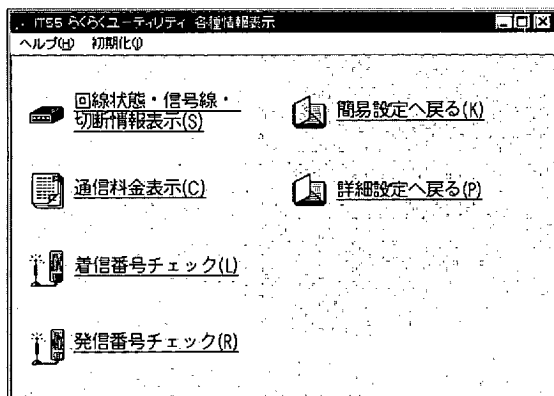 ITS5 らくらくユーティリティ 各種情報表示
ヘルプ(H) 初期化(I)
回線状態・信号線・
切断情報表示(S)
通信料金表示(C)
着信番号チェック(L)
発信番号チェック(R)
簡易設定へ戻る(K)
詳細設定へ戻る(P)